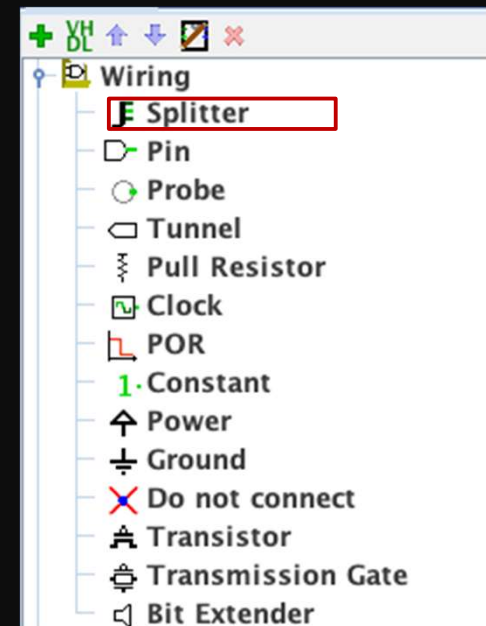 VH
DL
Wiring
Splitter
Pin
Probe
Tunnel
Pull Resistor
Clock
POR
1 Constant
Power
Ground
Do not connect
Transistor
Transmission Gate
Bit Extender